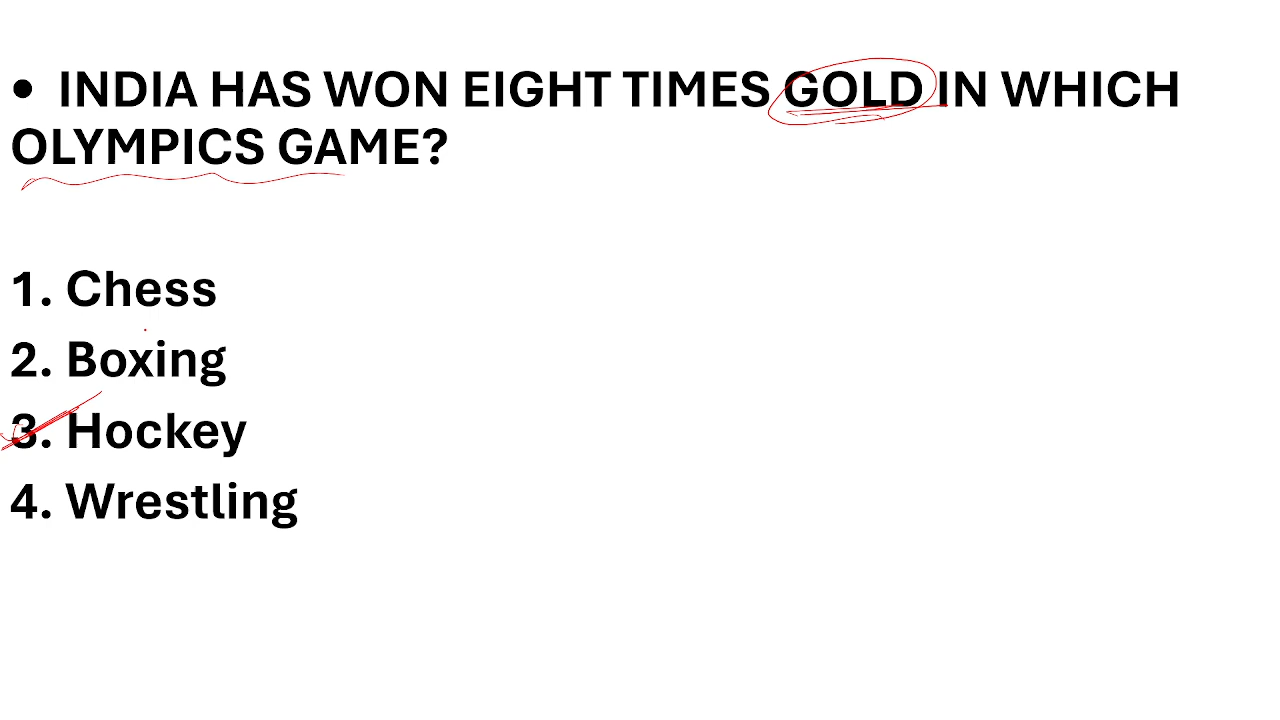 • INDIA HAS WON EIGHT TIMES GOLD IN WHICH
OLYMPICS GAME?
1. Chess
2. Boxing
3. Hockey
4. Wrestling